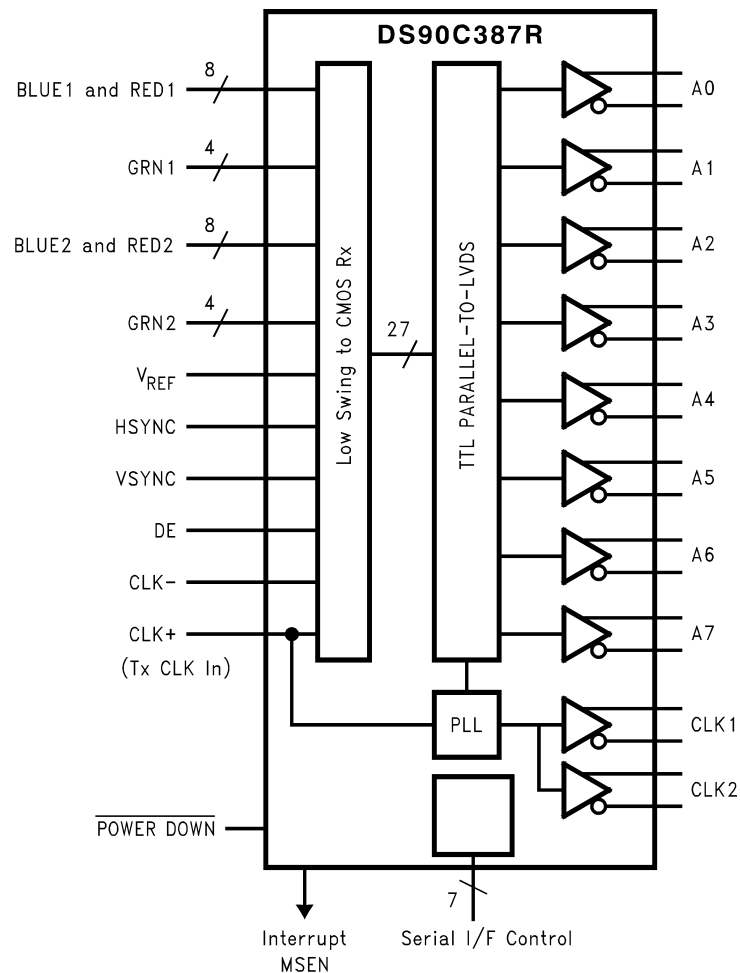 DS90C387R
BLUE1 and RED1
8
GRN1
4
BLUE2 and RED2
8
GRN2
4
VREF
HSYNC
VSYNC
DE
CLK-
CLK+
(Tx CLK In)
POWER DOWN
Low Swing to CMOS Rx
27
TTL PARALLEL-TO-LVDS
PLL
A0
A1
A2
A3
A4
A5
A6
A7
CLK1
CLK2
7
Interrupt
MSEN
Serial I/F Control